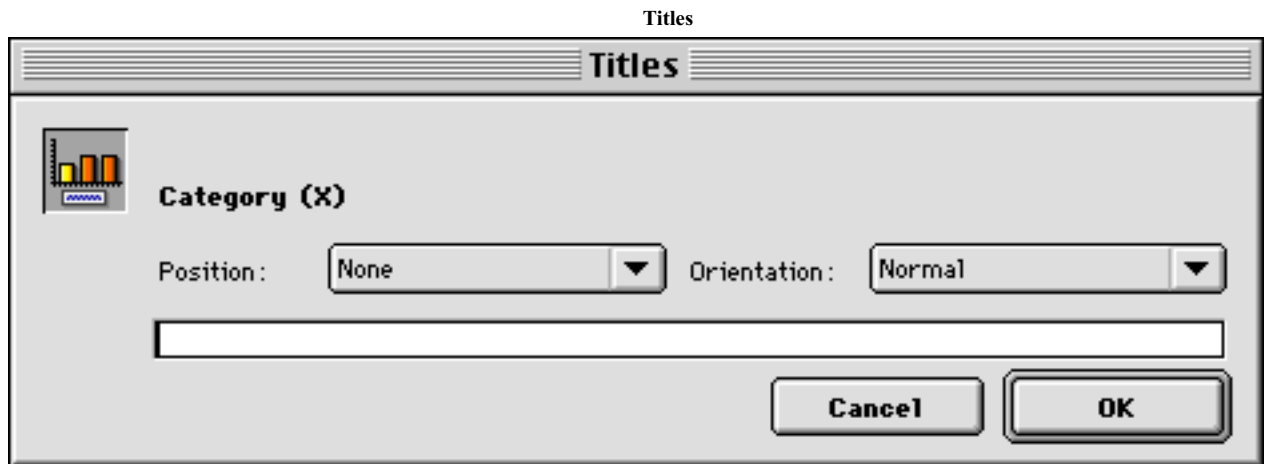 Titles
Titles
Category (X)
Position: None Orientation: Normal
Cancel OK